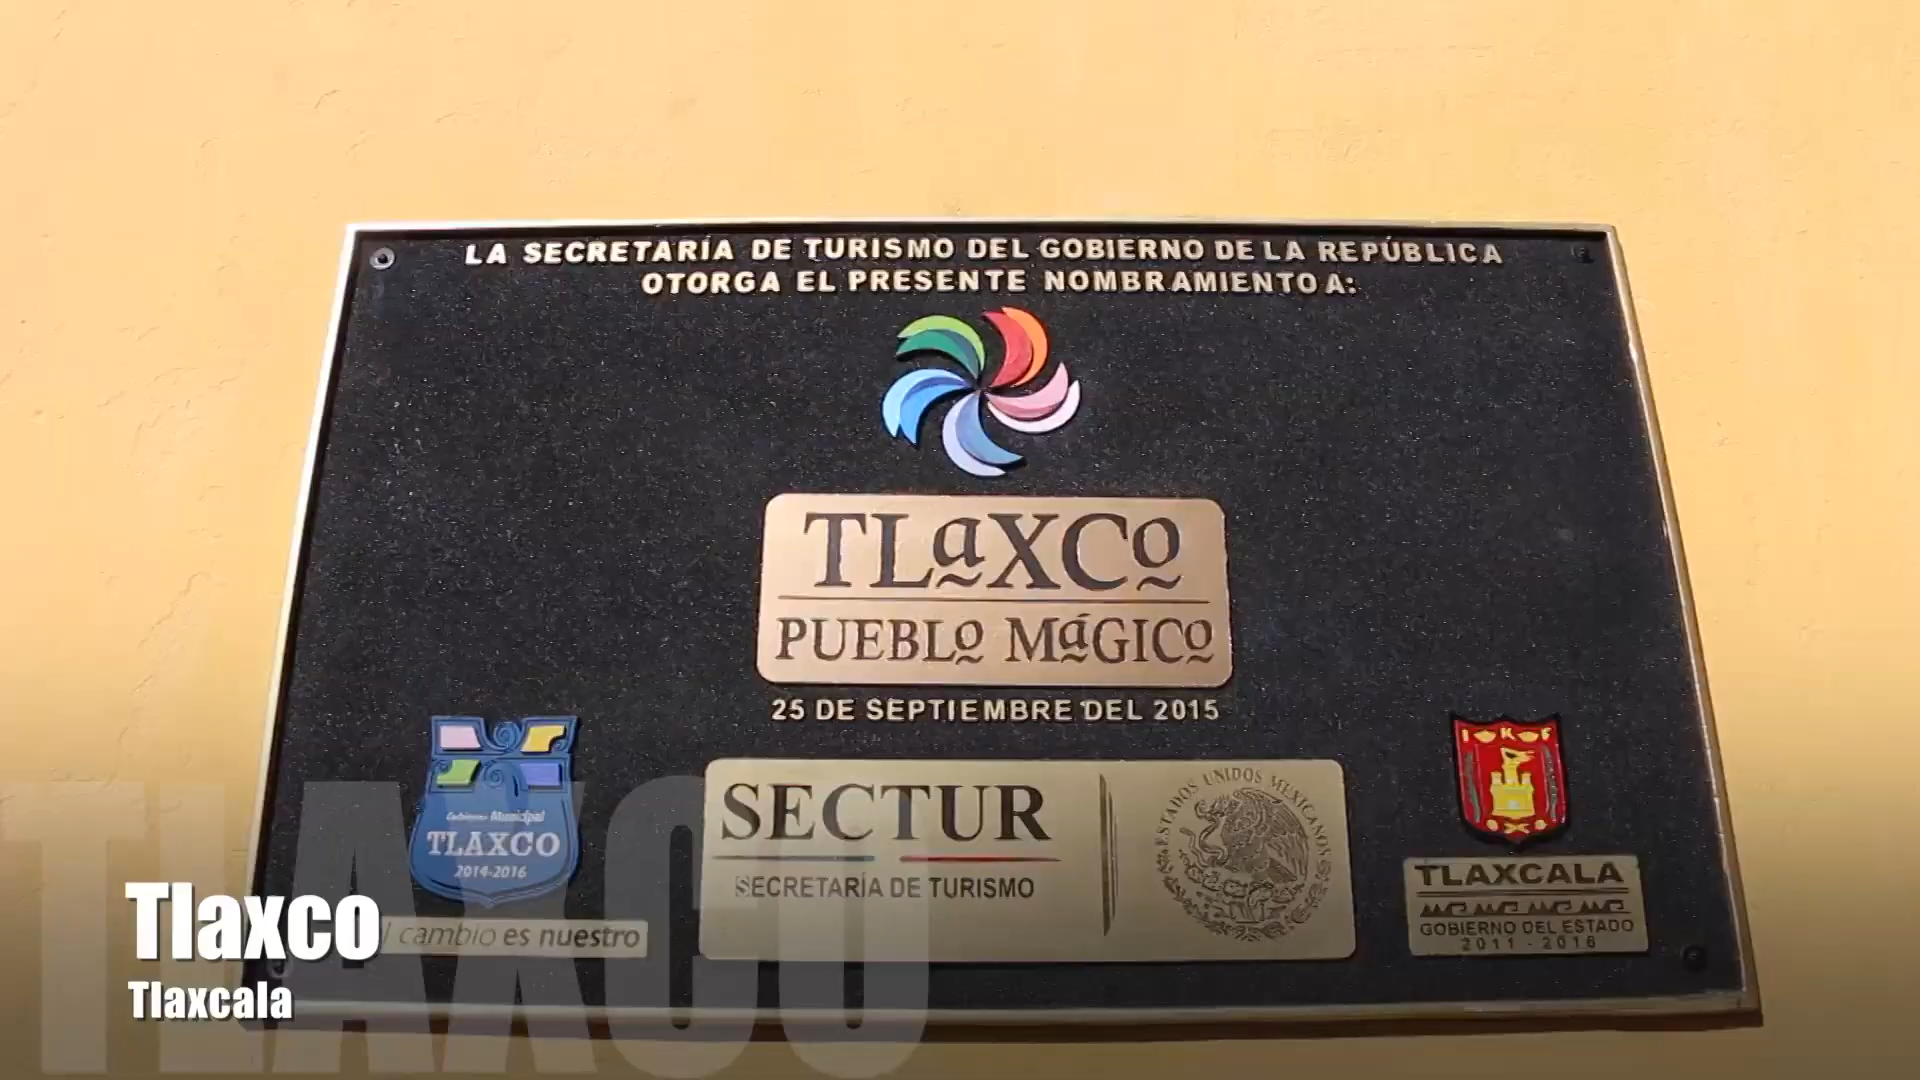 LA SECRETARÍA DE TURISMO DEL GOBIERNO DE LA REPÚBLICA
OTORGA EL PRESENTE NOMBRAMIENTO A:
TLaXCo
PUEBLo MáGICo
25 DE SEPTIEMBRE DEL 2015
Gobierno Municipal
TLAXCO
2014-2016
l cambio es nuestro
SECTUR
SECRETARÍA DE TURISMO
ESTADOS UNIDOS MEXICANOS
I K F
TLAXCALA
GOBIERNO DEL ESTADO
2011 - 2016
TLAXCO
Tlaxco
Tlaxcala